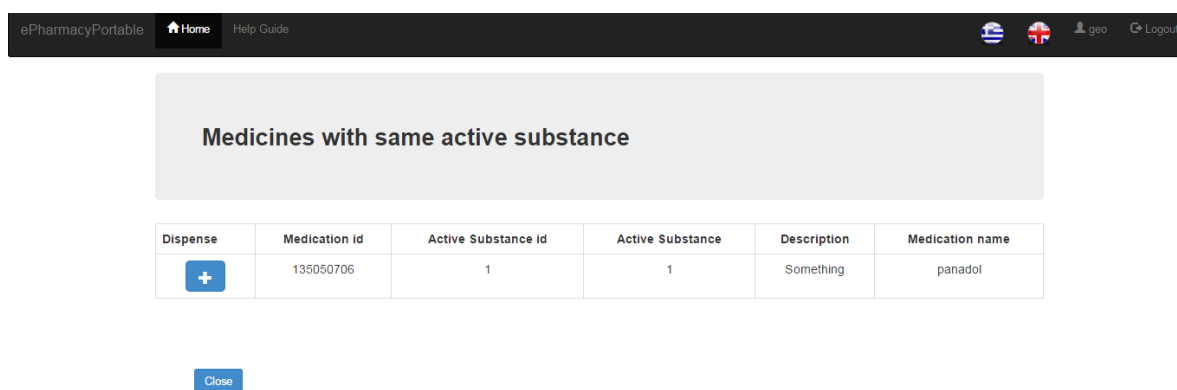 ePharmacyPortable Home Help Guide geo Logout
Medicines with same active substance
Dispense Medication id Active Substance id Active Substance Description Medication name
135050706 1 1 Something panadol
Close